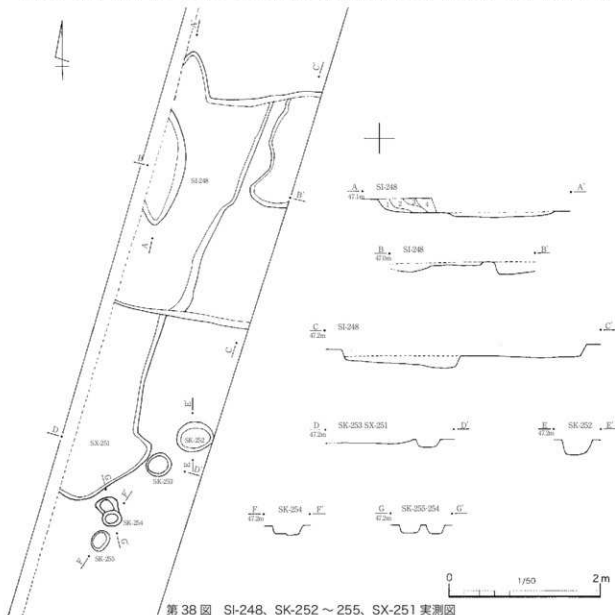 A'
C'
B
SI-248
B'
A
C
D
SX-251
E'
SK-252
E
D'
SK-253
G'
F'
SK-254
G
SK-255
F
A SI-248 A'
47.1m
B SI-248 B'
47.0m
C SI-248 C'
47.2m
D SK-253 SX-251 D'
47.2m
E SK-252 E'
47.2m
F SK-254 F'
47.2m
G SK-255・254 G'
47.2m
0 1/50 2 m
第 38 図 SI-248、SK-252 ～ 255、SX-251 実測図